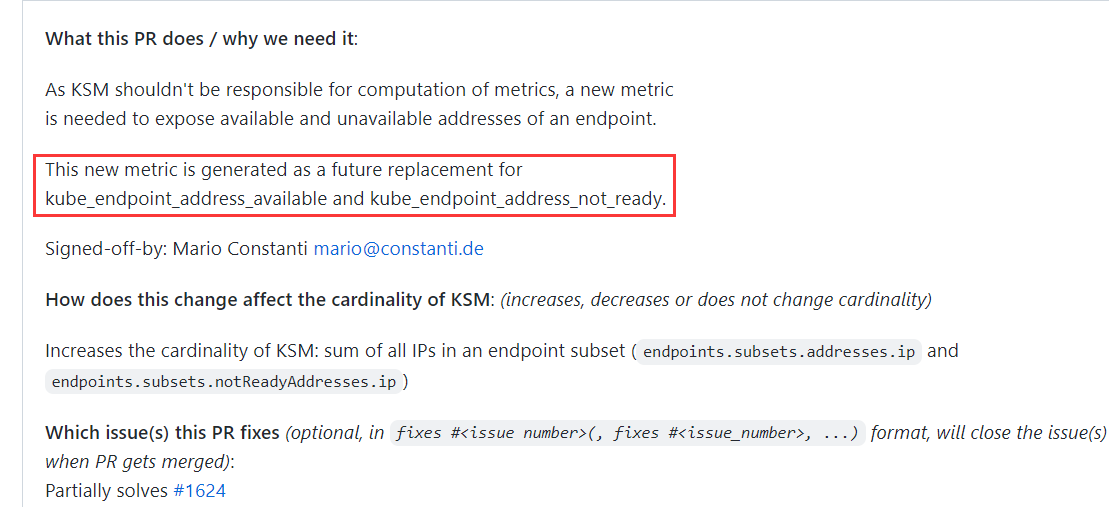 What this PR does / why we need it:
As KSM shouldn't be responsible for computation of metrics, a new metric
is needed to expose available and unavailable addresses of an endpoint.
This new metric is generated as a future replacement for
kube_endpoint_address_available and kube_endpoint_address_not_ready.
Signed-off-by: Mario Constanti mario@constanti.de
How does this change affect the cardinality of KSM: (increases, decreases or does not change cardinality)
Increases the cardinality of KSM: sum of all IPs in an endpoint subset ( endpoints.subsets.addresses.ip and
endpoints.subsets.notReadyAddresses.ip )
Which issue(s) this PR fixes (optional, in fixes #<issue number>(, fixes #<issue_number>, ...) format, will close the issue(s)
when PR gets merged):
Partially solves #1624